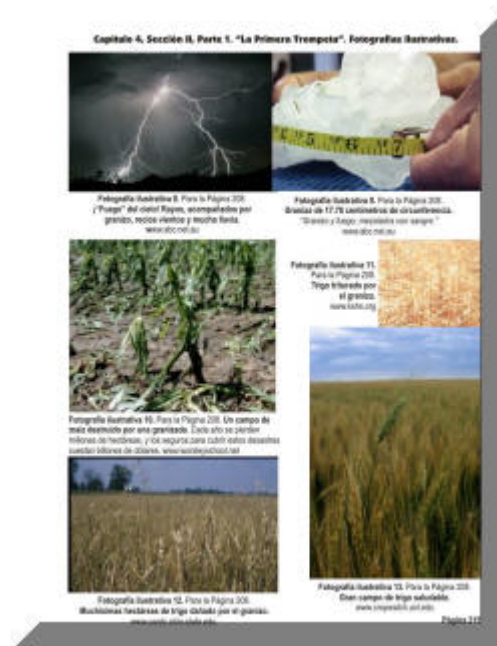 Capítulo 4, Sección II, Parte 1. "La Primera Trompeta". Fotografías ilustrativas.
Fotografía ilustrativa 8. Para la Página 208.
¡"Fuego" del cielo! Rayos, acompañados por
granizo, recios vientos y mucha lluvia.
www.abc.net.au
Fotografía ilustrativa 9. Para la Página 208.
Granizo de 17.78 centímetros de circunferencia.
"Granizo y fuego, mezclados con sangre."
www.abc.net.au
Fotografía ilustrativa 11.
Para la Página 208.
Trigo triturado por
el granizo.
Fotografía ilustrativa 10. Para la Página 208. Un campo de
maíz destruido por una granizada. Cada año se pierden
millones de hectáreas, y los seguros para cubrir estos desastres
cuestan billones de dólares.
Fotografía ilustrativa 12. Para la Página 208.
Muchísimas hectáreas de trigo dañado por el granizo.
Fotografía ilustrativa 13. Para la Página 208.
Gran campo de trigo saludable.
Página